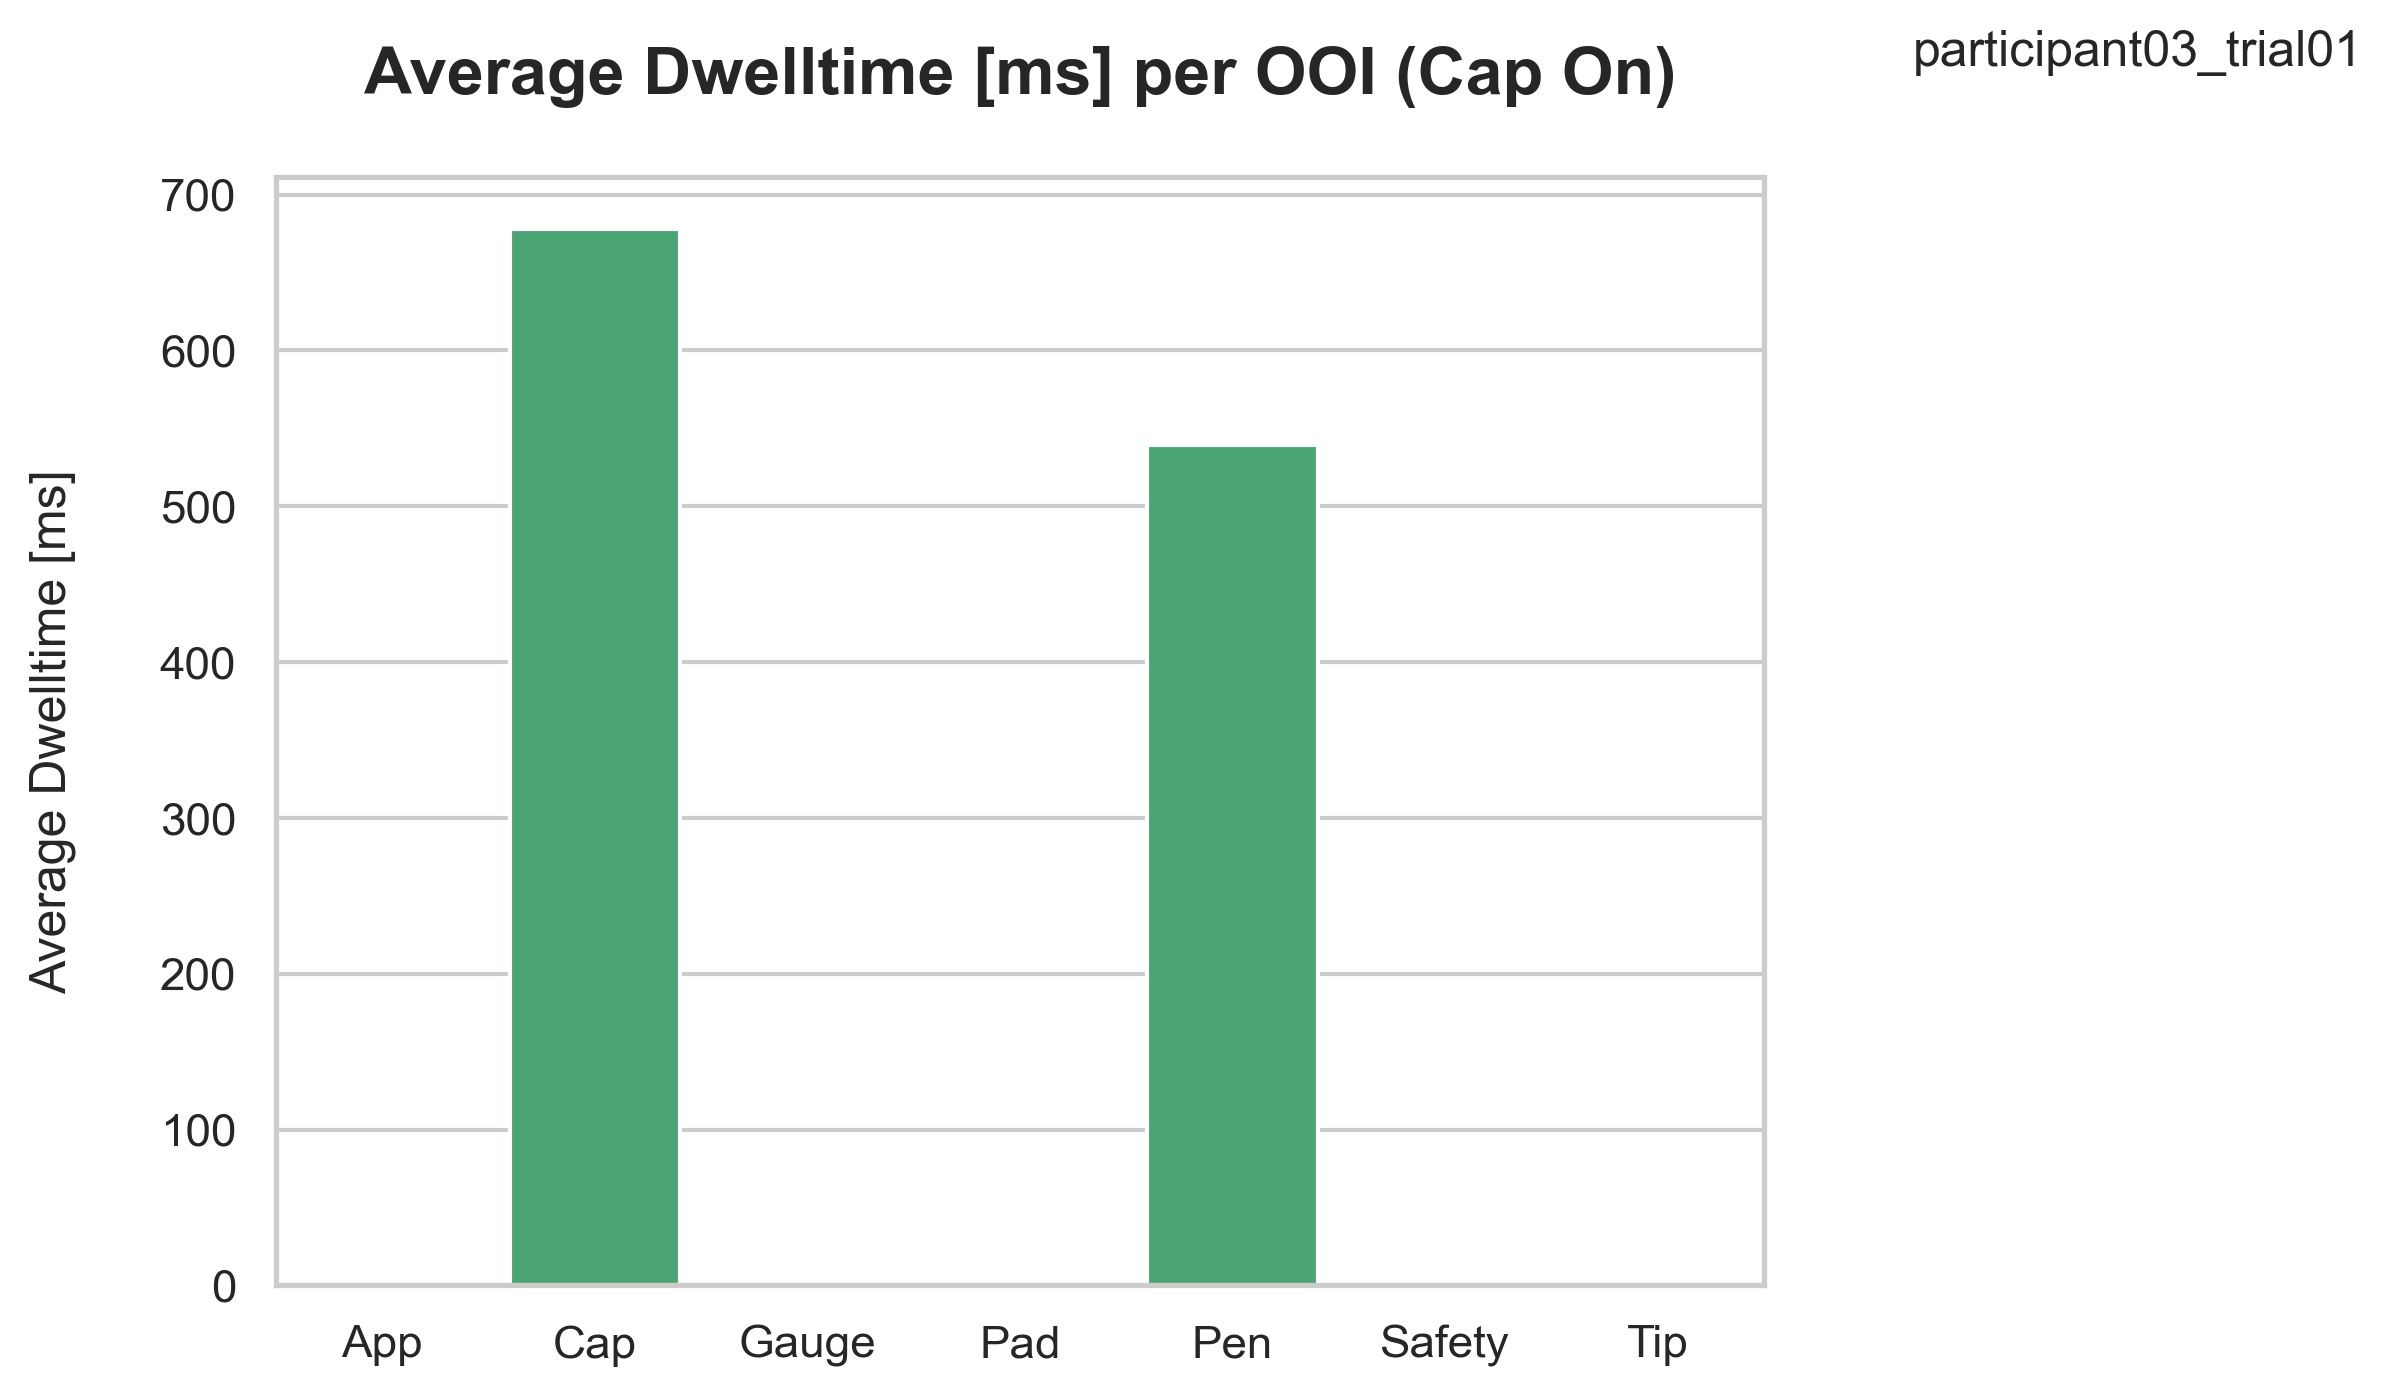 Average Dwelltime [ms] per OOI (Cap On)
participant03_trial01
Average Dwelltime [ms]
700
600
500
400
300
200
100
0
App Cap Gauge Pad Pen Safety Tip